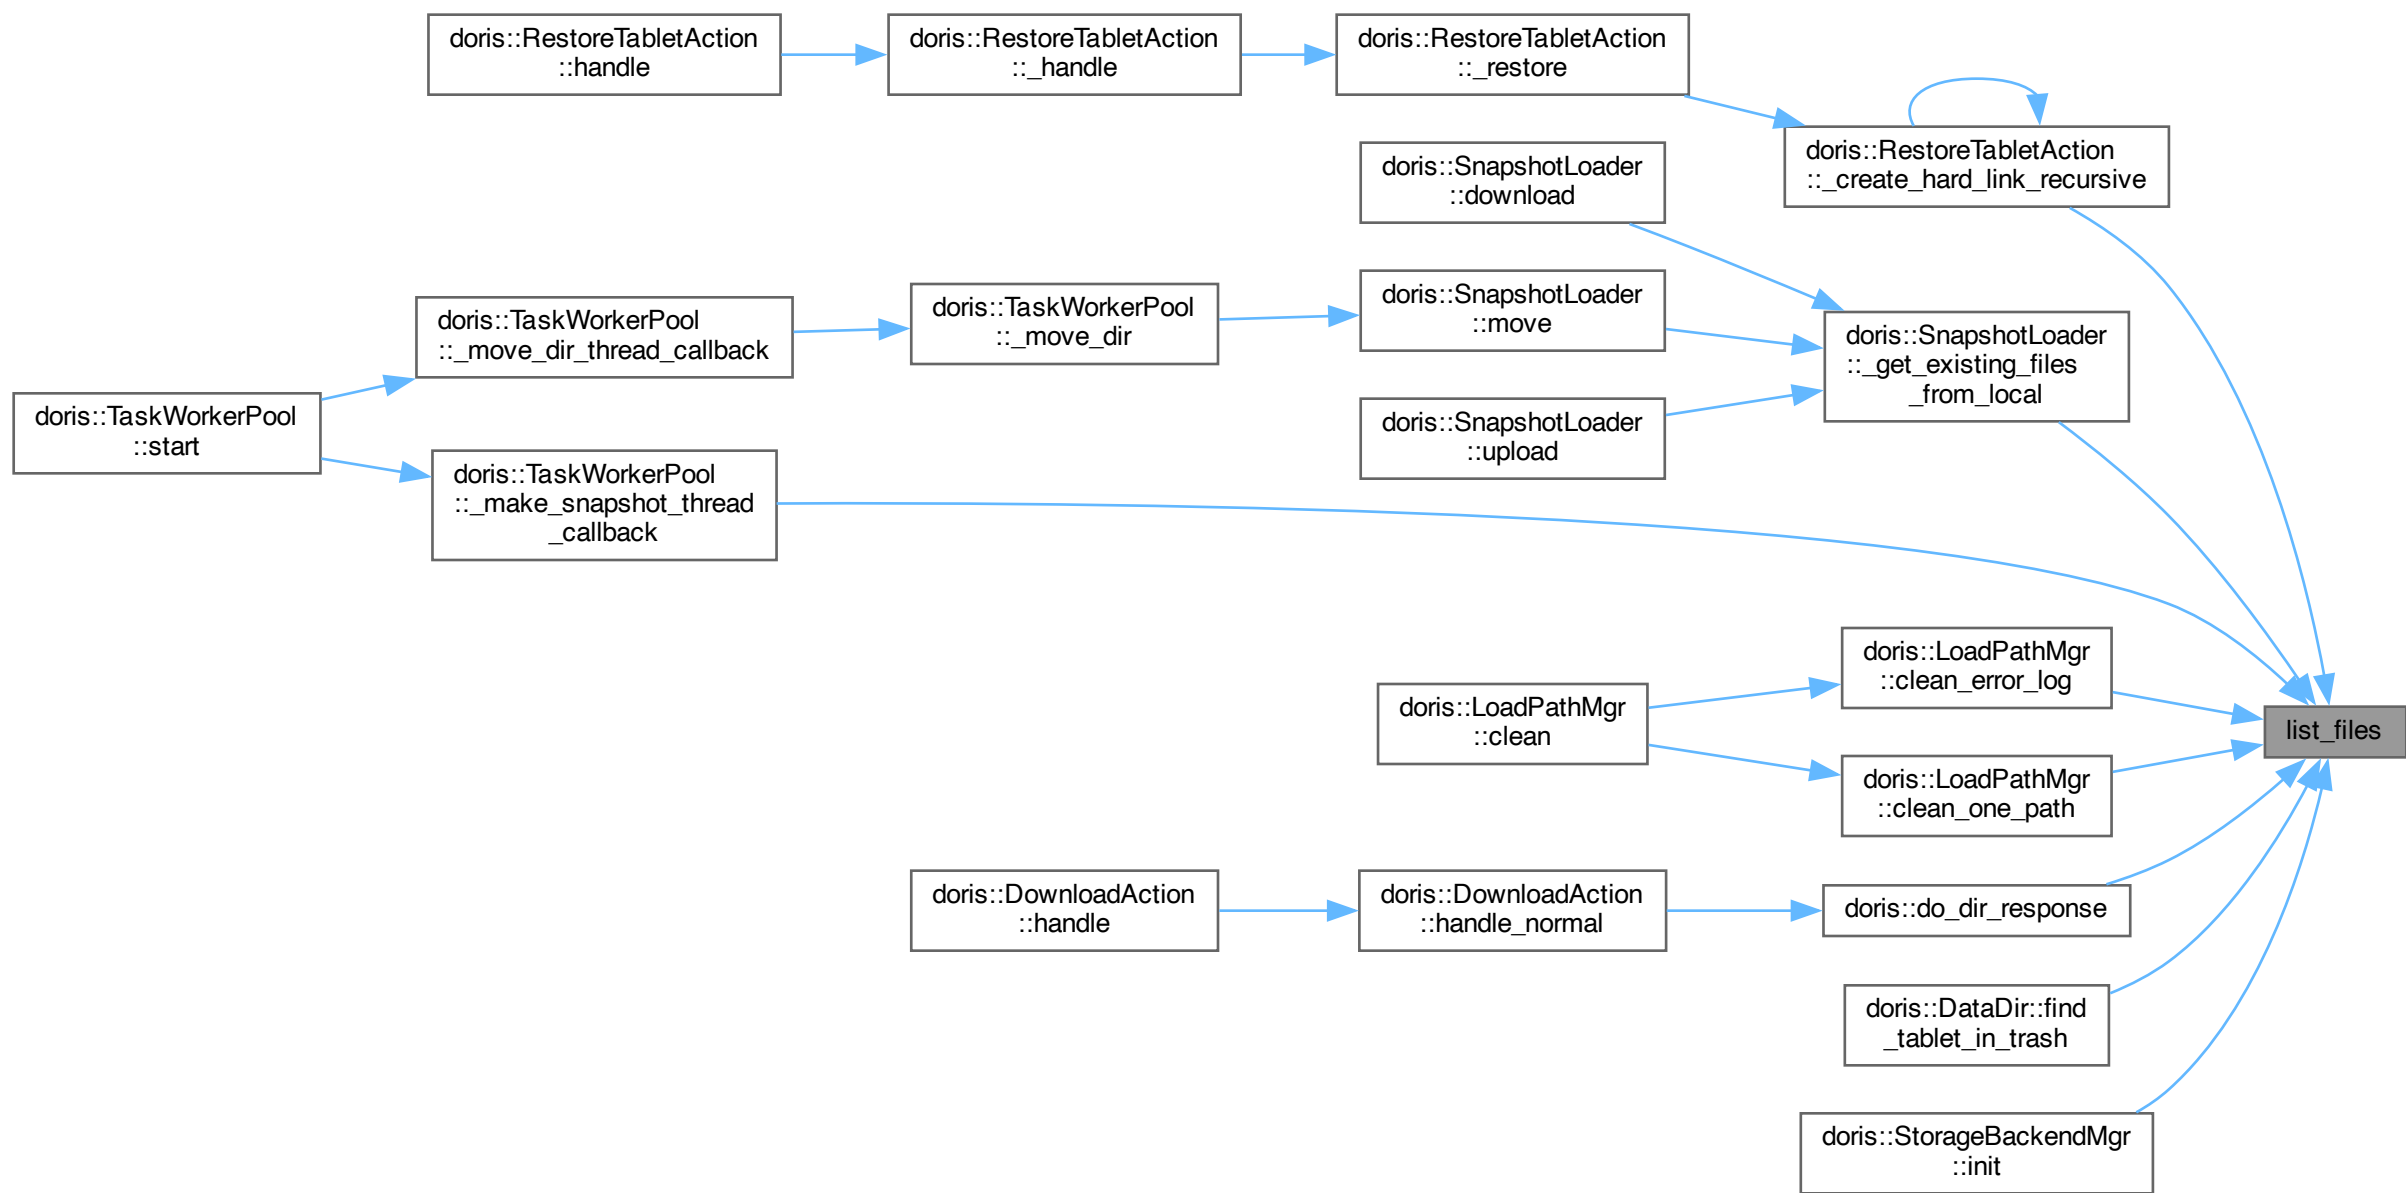 doris::RestoreTabletAction
::handle
doris::RestoreTabletAction
::_handle
doris::RestoreTabletAction
::_restore
doris::RestoreTabletAction
::_create_hard_link_recursive
doris::SnapshotLoader
::download
doris::TaskWorkerPool
::_move_dir_thread_callback
doris::TaskWorkerPool
::_move_dir
doris::SnapshotLoader
::move
doris::SnapshotLoader
::_get_existing_files
_from_local
doris::TaskWorkerPool
::start
doris::SnapshotLoader
::upload
doris::TaskWorkerPool
::_make_snapshot_thread
_callback
doris::LoadPathMgr
::clean_error_log
doris::LoadPathMgr
::clean
list_files
doris::LoadPathMgr
::clean_one_path
doris::DownloadAction
::handle
doris::DownloadAction
::handle_normal
doris::do_dir_response
doris::DataDir::find
_tablet_in_trash
doris::StorageBackendMgr
::init